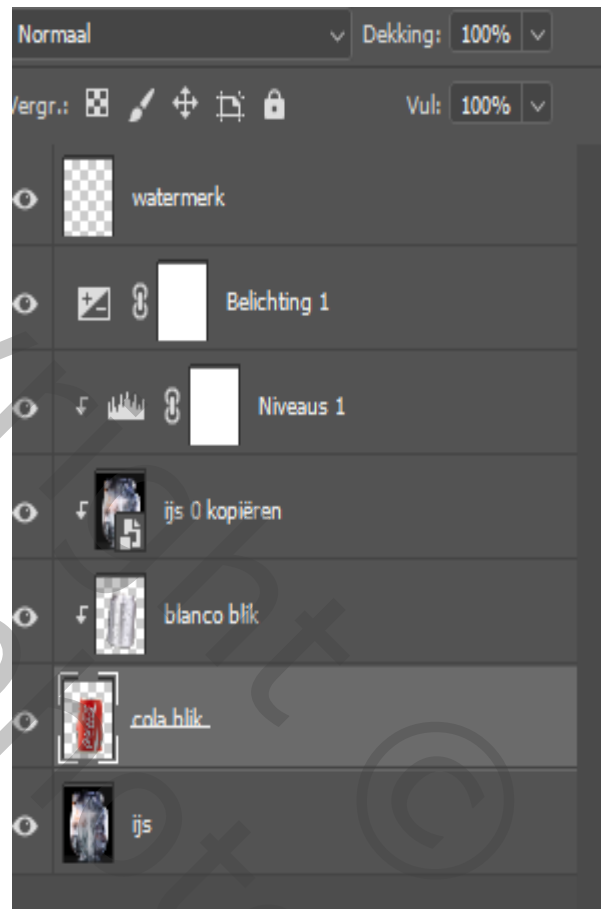 Normaal Dekking: 100%
Vergr.: Vul: 100%
watermerk
Belichting 1
Niveaus 1
ijs 0 kopiëren
blanco blik
cola blik
ijs